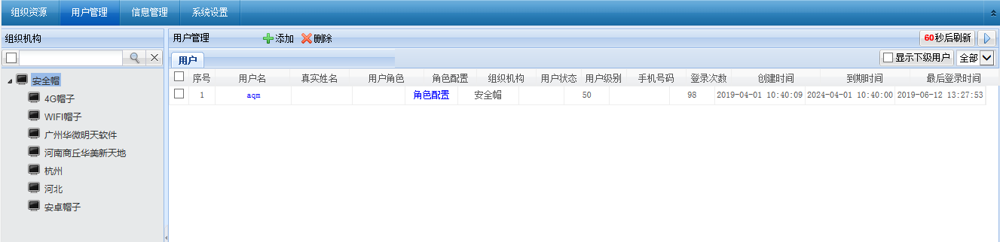 组织资源 用户管理 信息管理 系统设置
组织机构
安全帽
4G帽子
WIFI帽子
广州华微明天软件
河南商丘华美新天地
杭州
河北
安卓帽子
用户管理 添加 删除 60秒后刷新
用户 显示下级用户 全部
序号 用户名 真实姓名 用户角色 角色配置 组织机构 用户状态 用户级别 手机号码 登录次数 创建时间 到期时间 最后登录时间
1 aqm 角色配置 安全帽 50 98 2019-04-01 10:40:09 2024-04-01 10:40:00 2019-06-12 13:27:53